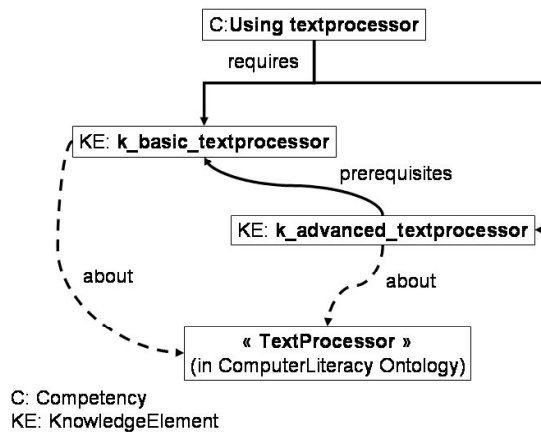 C:Using textprocessor
requires
KE: k_basic_textprocessor
prerequisites
KE: k_advanced_textprocessor
about
about
« TextProcessor »
(in ComputerLiteracy Ontology)
C: Competency
KE: KnowledgeElement